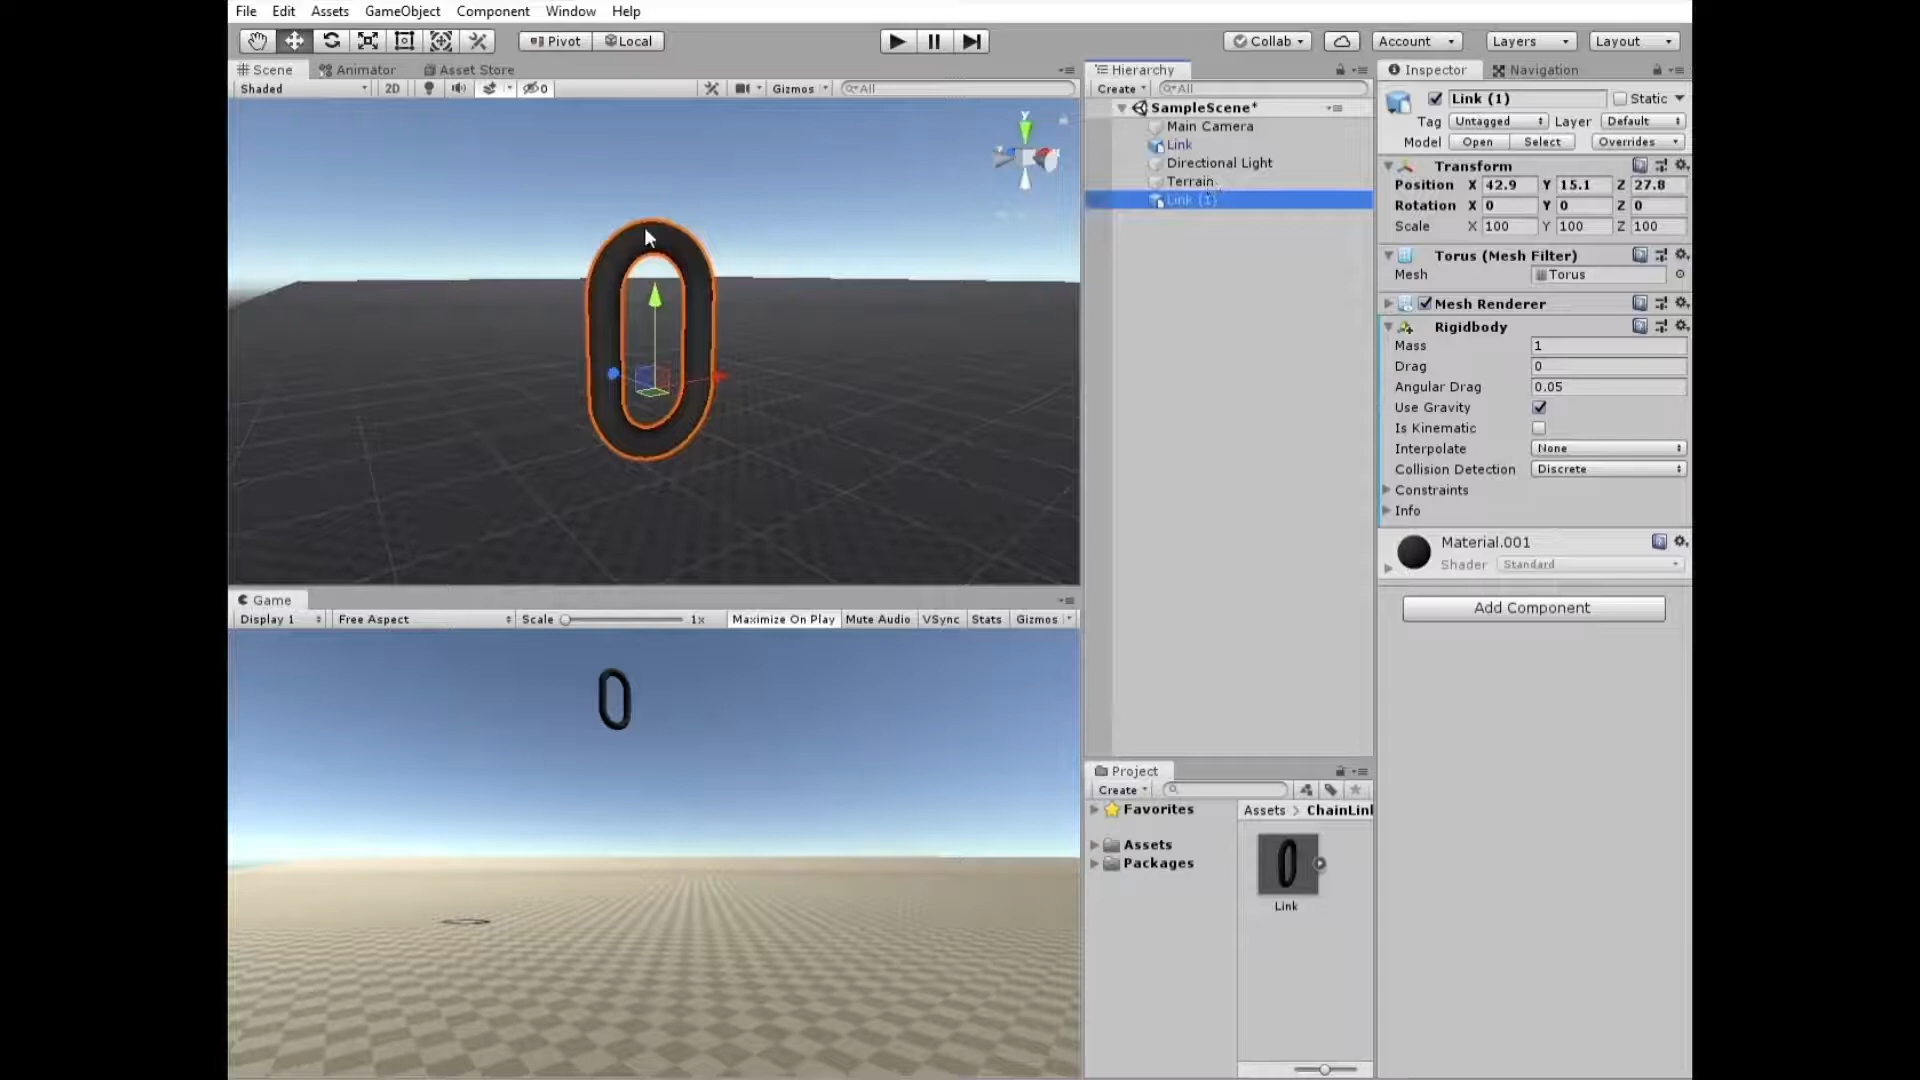 File Edit Assets GameObject Component Window Help
Pivot Local Collab Account Layers Layout
Scene Animator Asset Store
Shaded 2D 0 Gizmos All
Y
Game
Display 1 Free Aspect Scale 1x Maximize On Play Mute Audio VSync Stats Gizmos
Hierarchy
Create All
SampleScene*
Main Camera
Link
Directional Light
Terrain
Link (1)
Project
Create
Favorites
Assets
Packages
Assets > ChainLink
Link
Inspector Navigation
Link (1) Static
Tag Untagged Layer Default
Model Open Select Overrides
Transform
Position X 42.9 Y 15.1 Z 27.8
Rotation X 0 Y 0 Z 0
Scale X 100 Y 100 Z 100
Torus (Mesh Filter)
Mesh Torus
Mesh Renderer
Rigidbody
Mass 1
Drag 0
Angular Drag 0.05
Use Gravity
Is Kinematic
Interpolate None
Collision Detection Discrete
Constraints
Info
Material.001
Shader Standard
Add Component